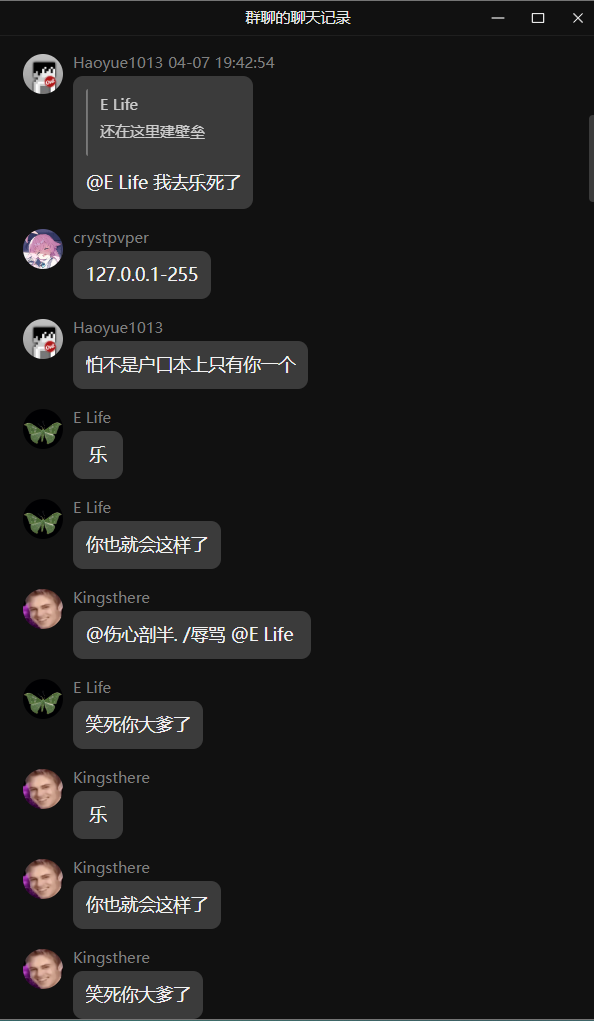 群聊的聊天记录
Haoyue1013 04-07 19:42:54
E Life
还在这里建壁垒
@E Life 我去乐死了
crystpvper
127.0.0.1-255
Haoyue1013
怕不是户口本上只有你一个
E Life
乐
E Life
你也就会这样了
Kingsthere
@伤心剖半. /辱骂 @E Life
E Life
笑死你大爹了
Kingsthere
乐
Kingsthere
你也就会这样了
Kingsthere
笑死你大爹了